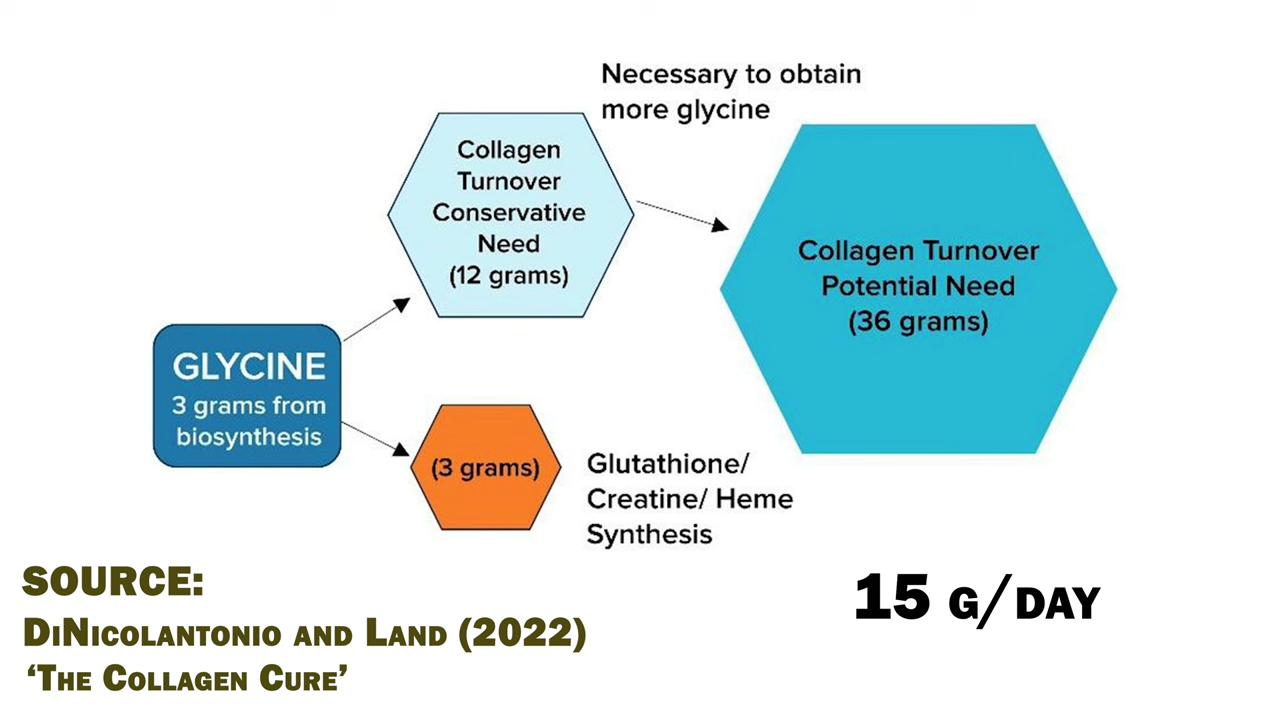 Necessary to obtain
more glycine
Collagen
Turnover
Conservative
Need
(12 grams)
Collagen Turnover
Potential Need
(36 grams)
GLYCINE
3 grams from
biosynthesis
(3 grams)
Glutathione/
Creatine/ Heme
Synthesis
SOURCE:
DiNicolantonio and Land (2022)
‘The Collagen Cure’
15 g/day